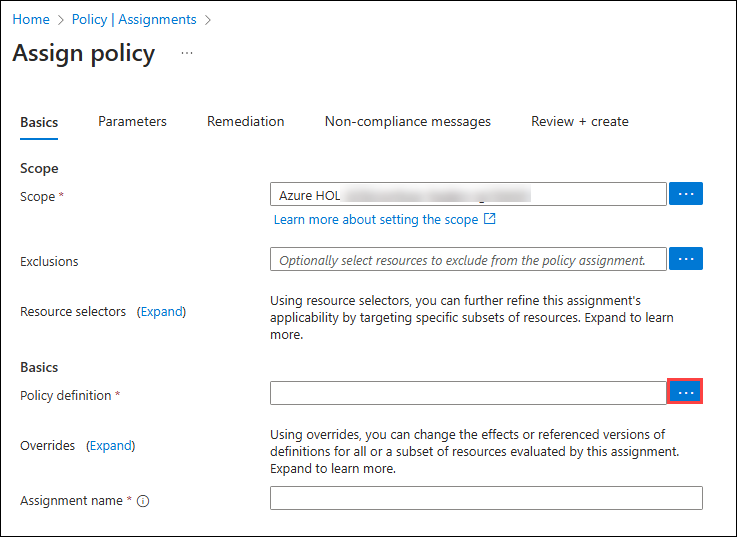 Home > Policy | Assignments >
Assign policy ...
Basics Parameters Remediation Non-compliance messages Review + create
Scope
Scope * Azure HOL ...
Learn more about setting the scope
Exclusions Optionally select resources to exclude from the policy assignment. ...
Resource selectors (Expand) Using resource selectors, you can further refine this assignment's
applicability by targeting specific subsets of resources. Expand to learn
more.
Basics
Policy definition * ...
Overrides (Expand) Using overrides, you can change the effects or referenced versions of
definitions for all or a subset of resources evaluated by this assignment.
Expand to learn more.
Assignment name *